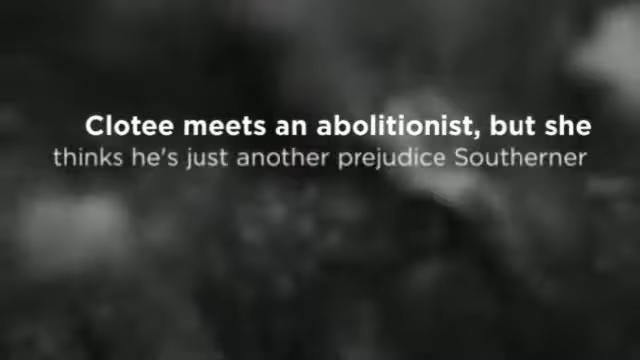 Clotee meets an abolitionist, but she
thinks he's just another prejudice Southerner